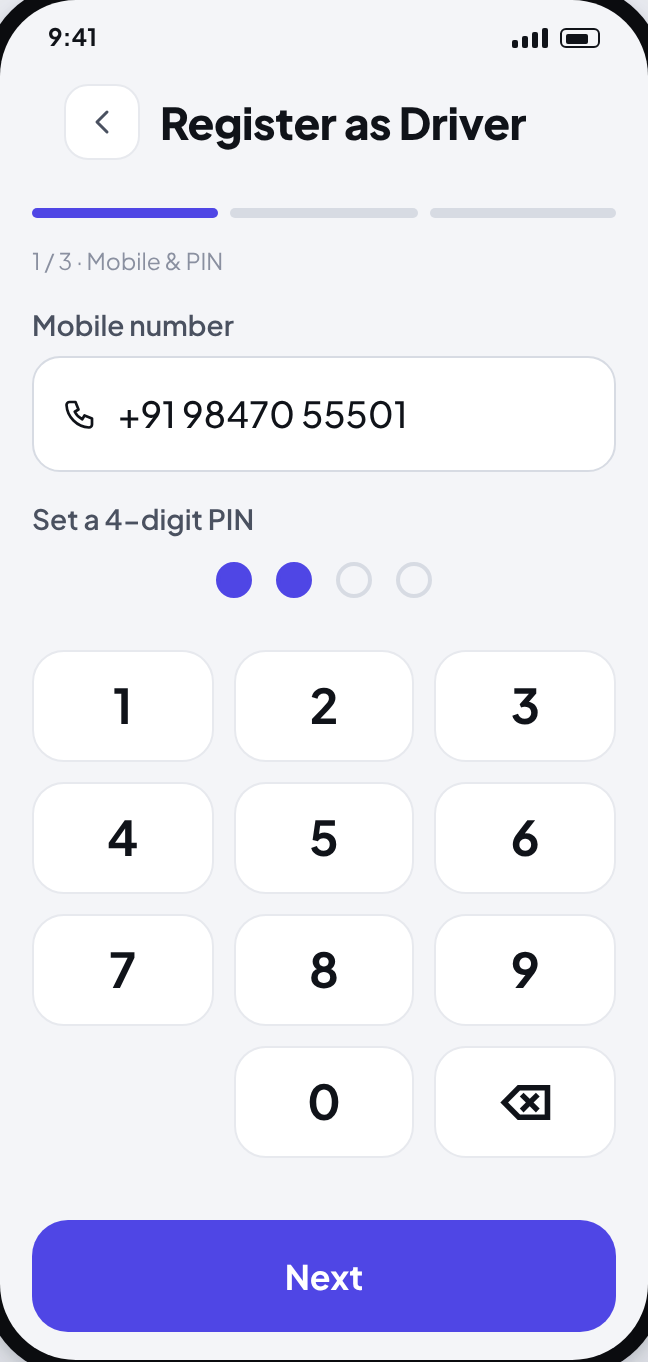 9:41
Register as Driver
1 / 3 · Mobile & PIN
Mobile number
+91 98470 55501
Set a 4-digit PIN
1 2 3
4 5 6
7 8 9
0
Next